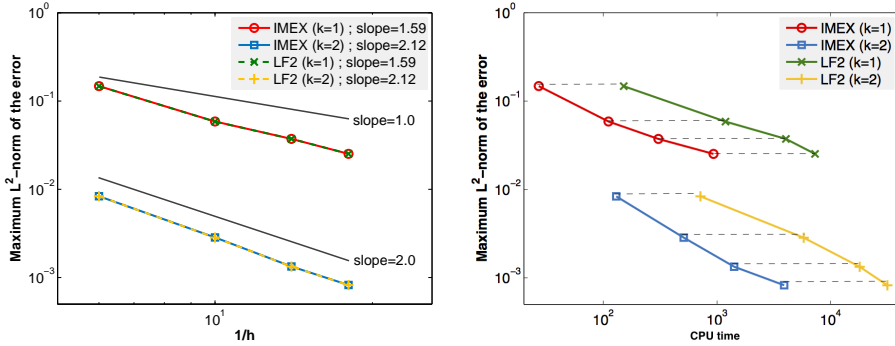 10^0
10^-1
10^-2
10^-3
Maximum L^2-norm of the error
IMEX (k=1) ; slope=1.59
IMEX (k=2) ; slope=2.12
LF2 (k=1) ; slope=1.59
LF2 (k=2) ; slope=2.12
slope=1.0
slope=2.0
10^1
1/h
10^0
10^-1
10^-2
10^-3
Maximum L^2-norm of the error
IMEX (k=1)
IMEX (k=2)
LF2 (k=1)
LF2 (k=2)
10^2
10^3
10^4
CPU time